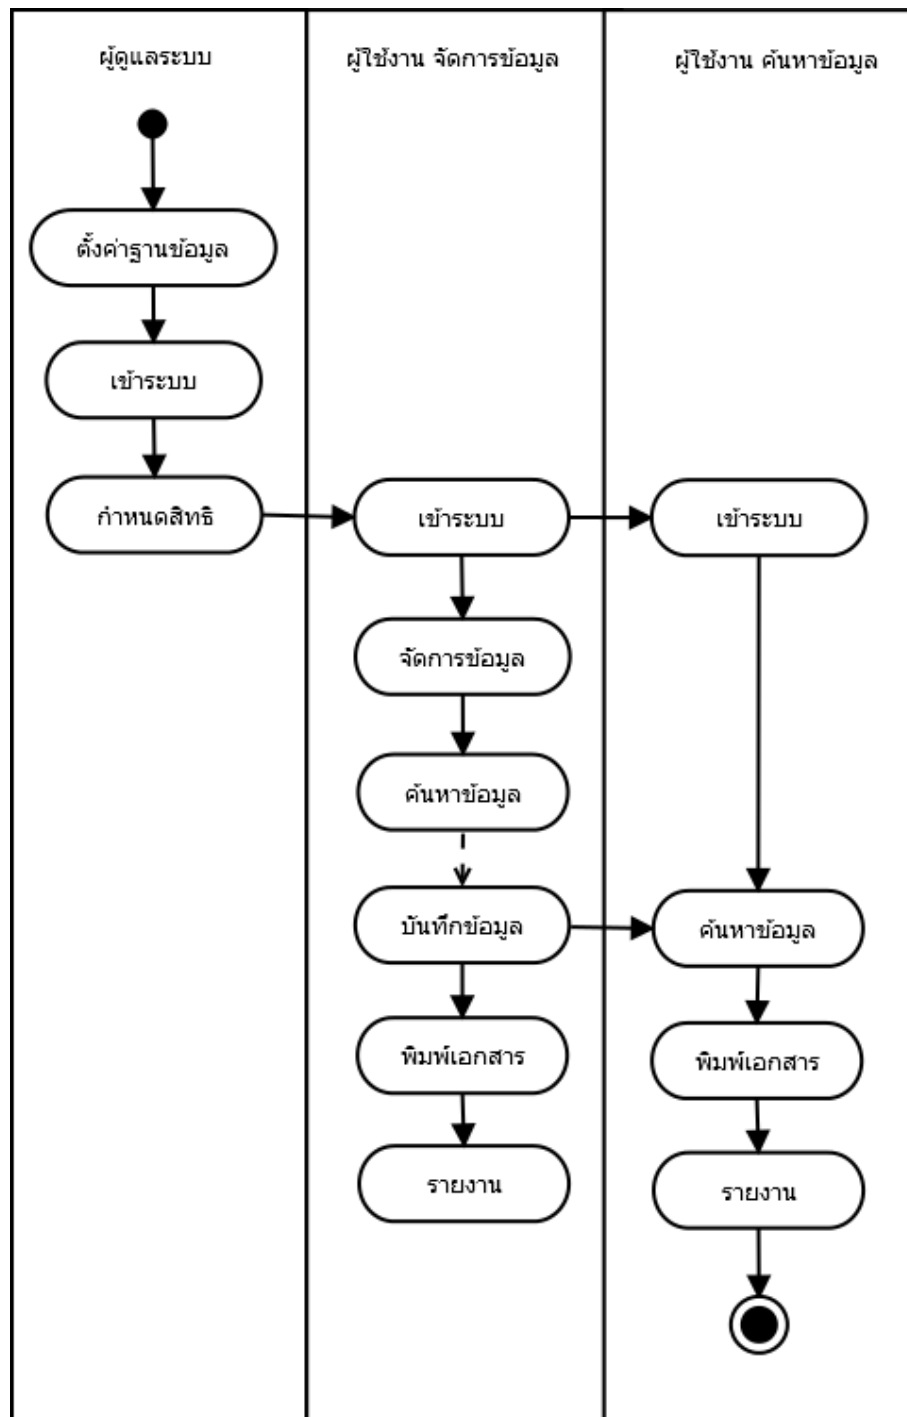 ผู้ดูแลระบบ
ผู้ใช้งาน จัดการข้อมูล
ผู้ใช้งาน ค้นหาข้อมูล
ตั้งค่าฐานข้อมูล
เข้าระบบ
กำหนดสิทธิ
เข้าระบบ
เข้าระบบ
จัดการข้อมูล
ค้นหาข้อมูล
บันทึกข้อมูล
ค้นหาข้อมูล
พิมพ์เอกสาร
พิมพ์เอกสาร
รายงาน
รายงาน